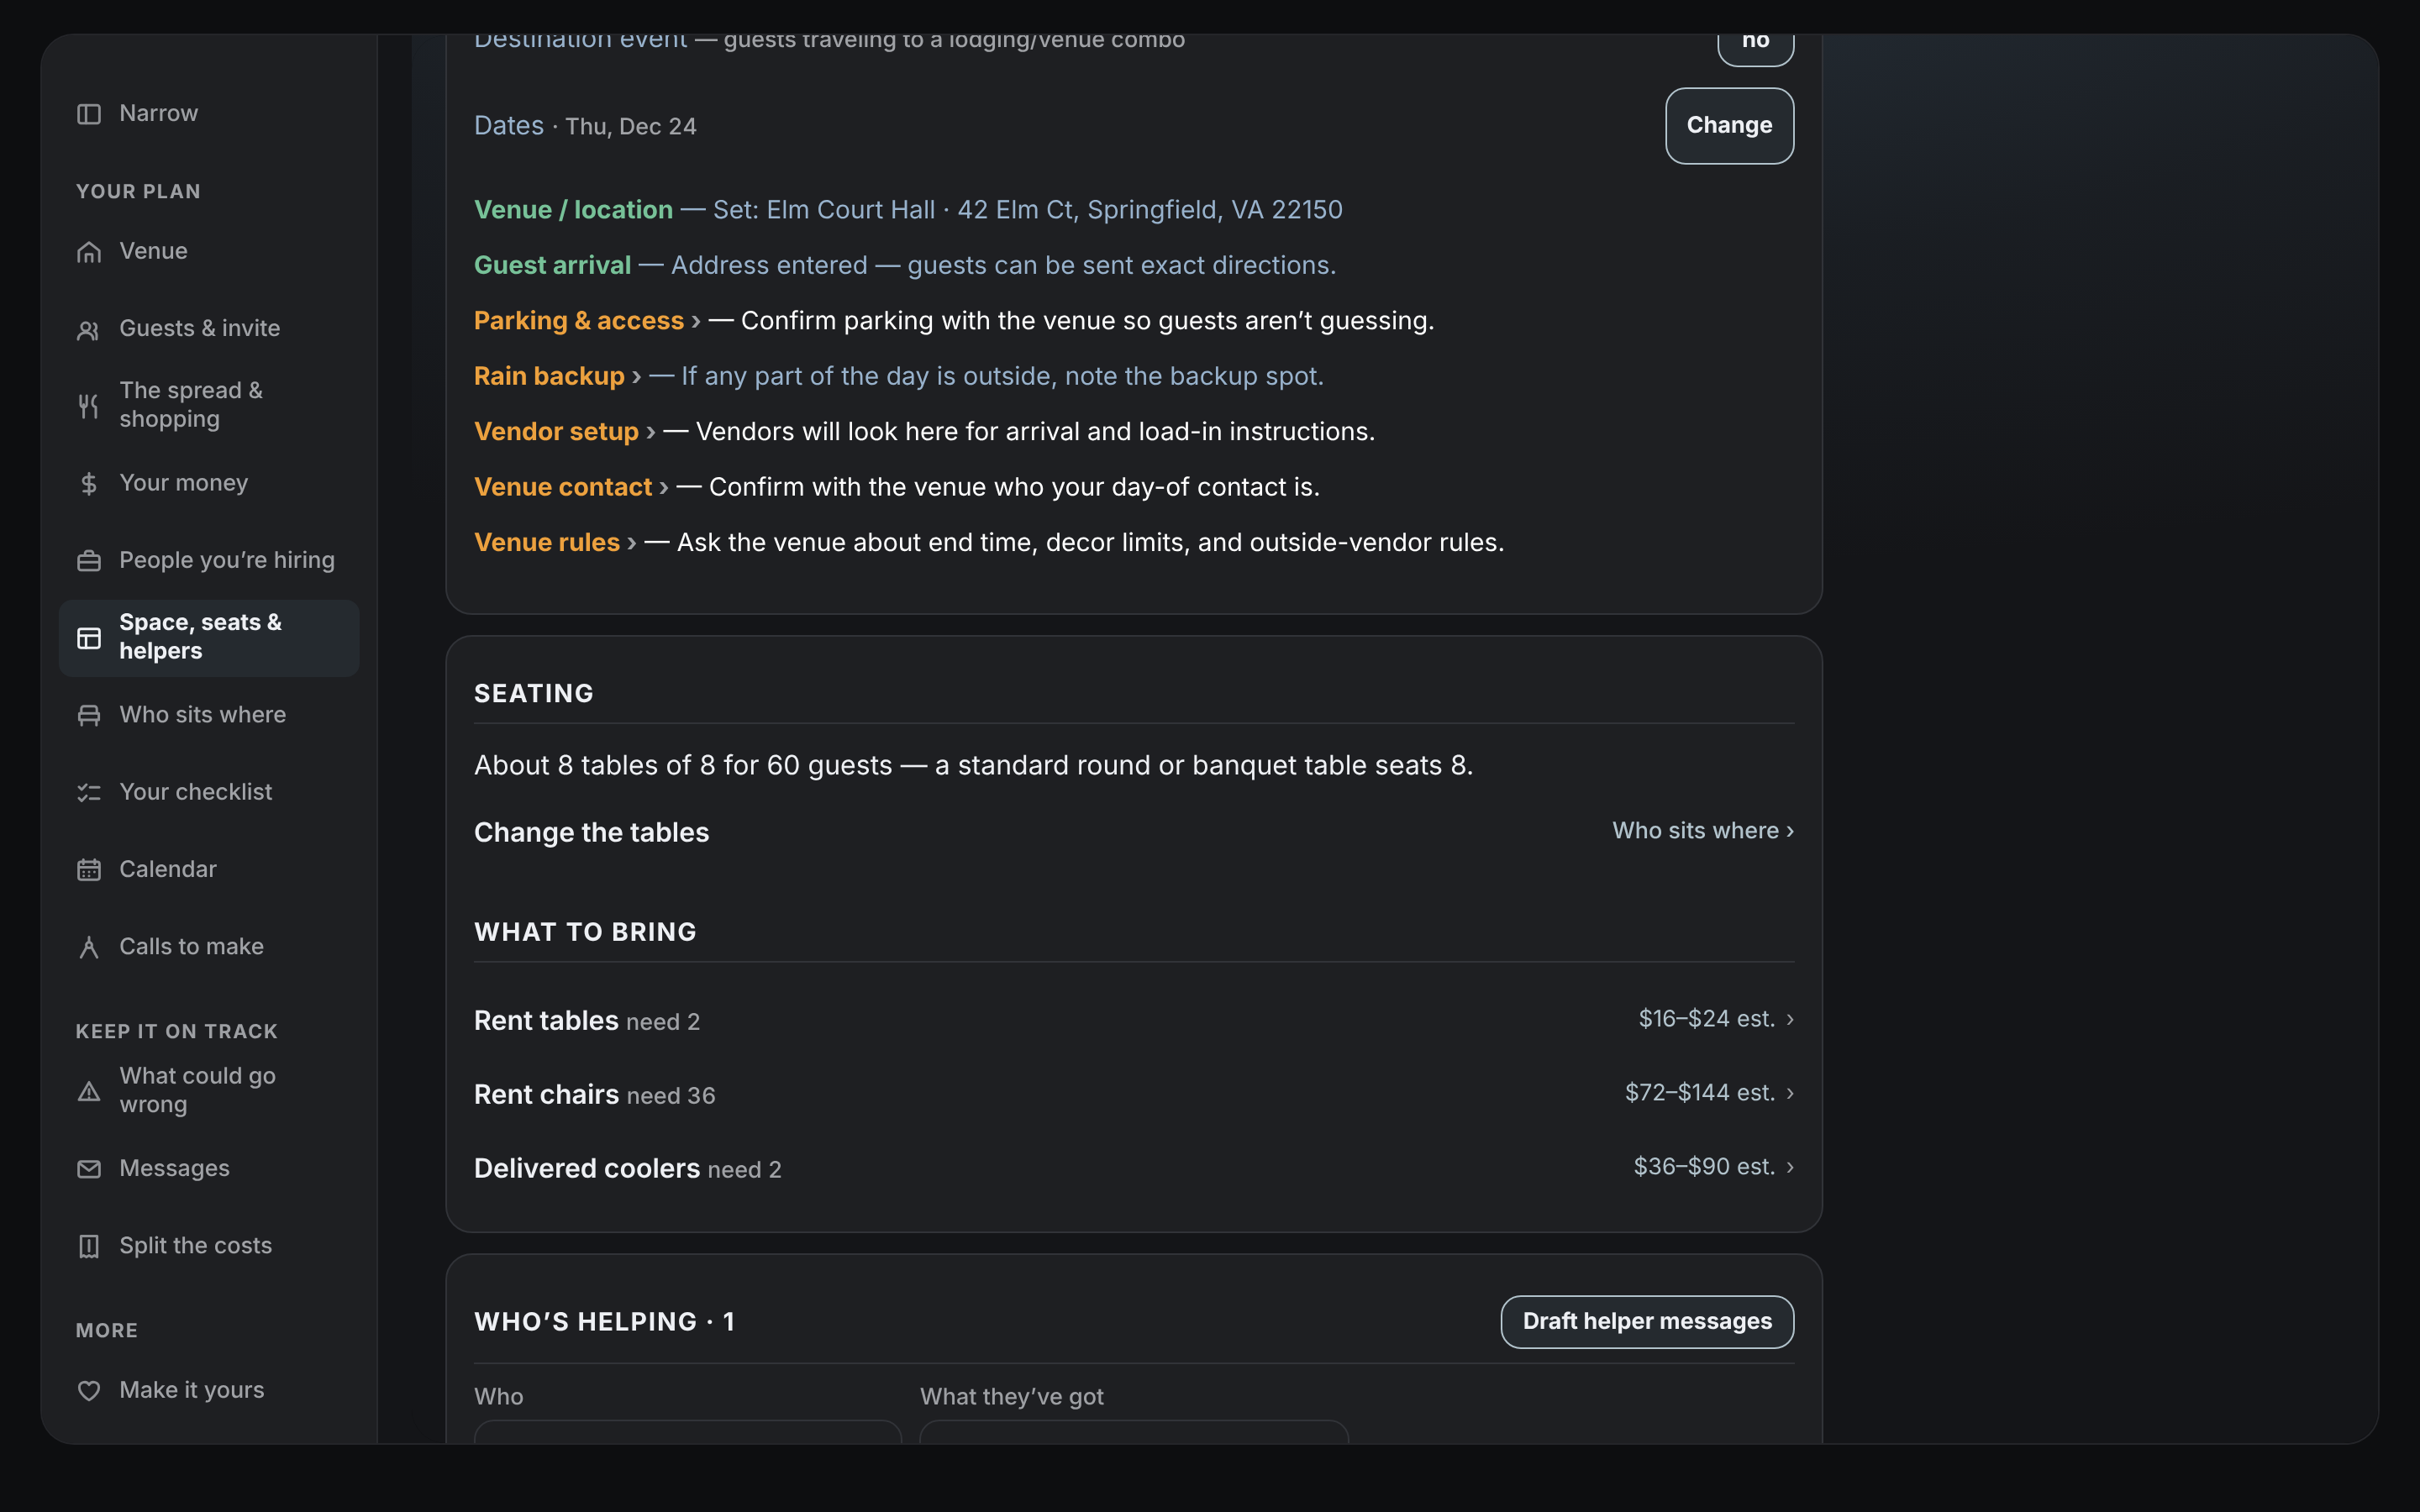 Narrow
YOUR PLAN
Venue
Guests & invite
The spread &
shopping
Your money
People you’re hiring
Space, seats &
helpers
Who sits where
Your checklist
Calendar
Calls to make
KEEP IT ON TRACK
What could go
wrong
Messages
Split the costs
MORE
Make it yours
Destination event — guests traveling to a lodging/venue combo
no
Dates · Thu, Dec 24
Change
Venue / location — Set: Elm Court Hall · 42 Elm Ct, Springfield, VA 22150
Guest arrival — Address entered — guests can be sent exact directions.
Parking & access › — Confirm parking with the venue so guests aren’t guessing.
Rain backup › — If any part of the day is outside, note the backup spot.
Vendor setup › — Vendors will look here for arrival and load-in instructions.
Venue contact › — Confirm with the venue who your day-of contact is.
Venue rules › — Ask the venue about end time, decor limits, and outside-vendor rules.
SEATING
About 8 tables of 8 for 60 guests — a standard round or banquet table seats 8.
Change the tables
Who sits where ›
WHAT TO BRING
Rent tables need 2
$16–$24 est. ›
Rent chairs need 36
$72–$144 est. ›
Delivered coolers need 2
$36–$90 est. ›
WHO’S HELPING · 1
Draft helper messages
Who
What they’ve got